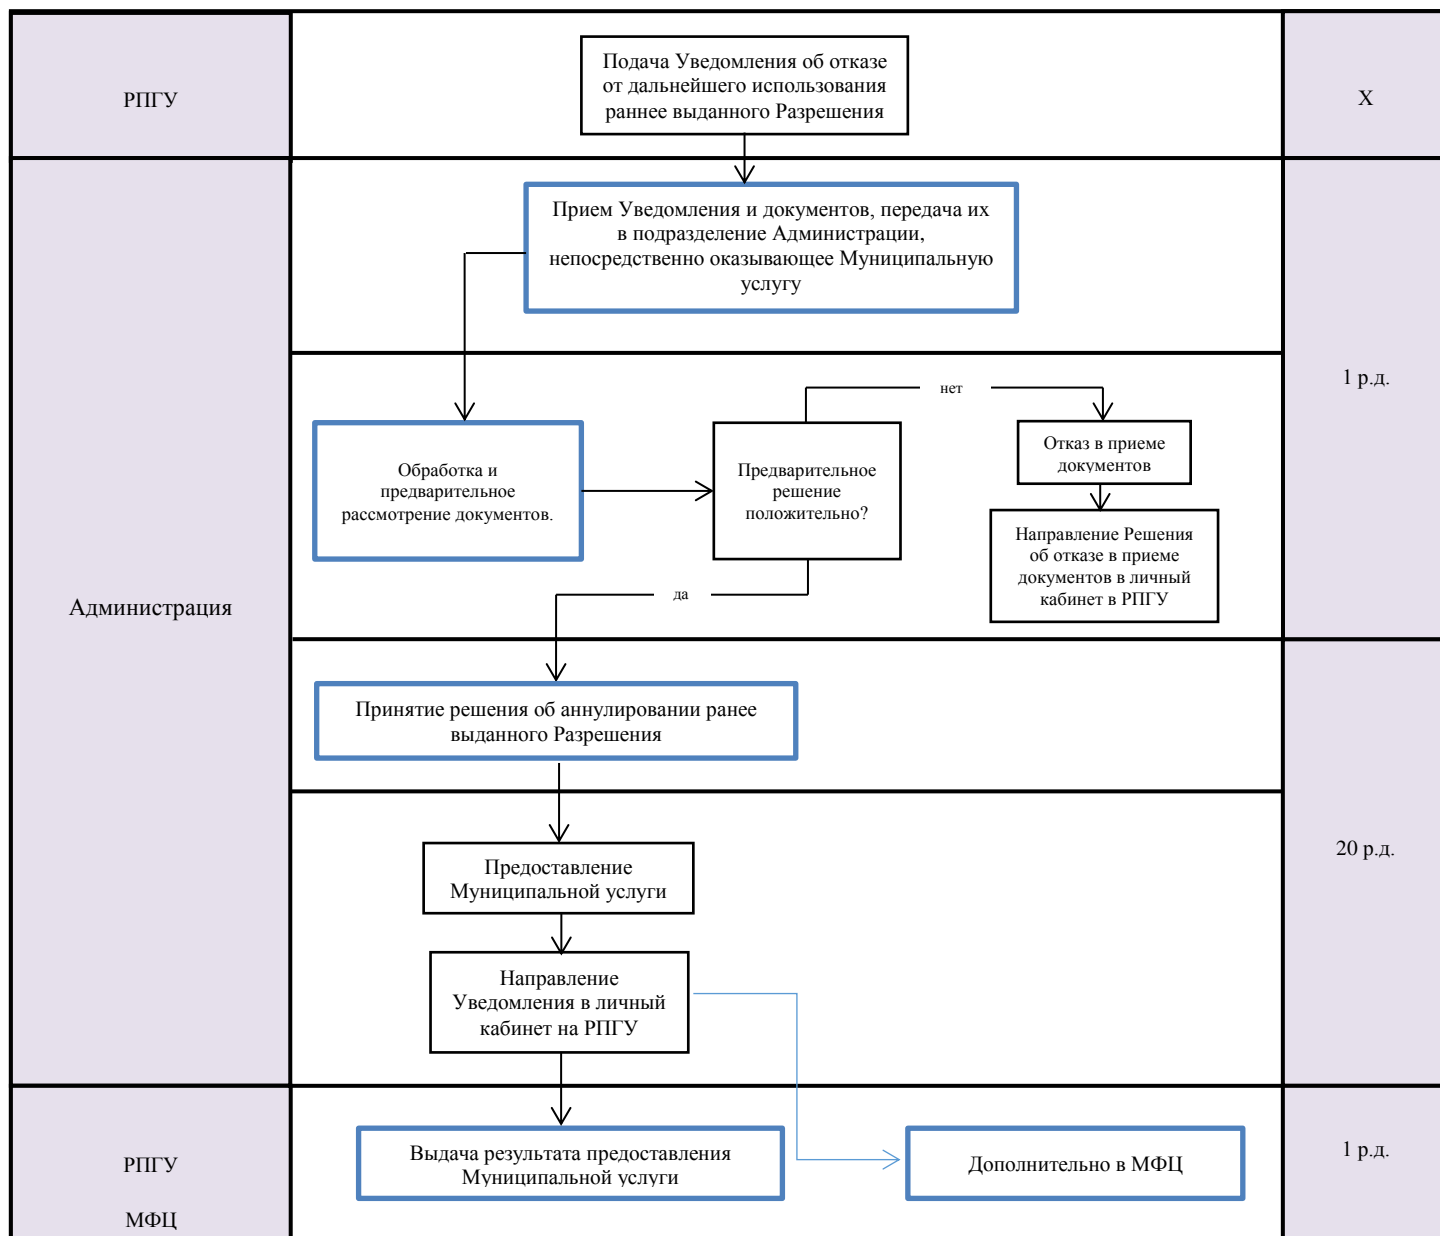 РПГУ
Подача Уведомления об отказе
от дальнейшего использования
раннее выданного Разрешения
X
Прием Уведомления и документов, передача их
в подразделение Администрации,
непосредственно оказывающее Муниципальную
услугу
1 р.д.
нет
Обработка и
предварительное
рассмотрение документов.
Предварительное
решение
положительно?
Отказ в приеме
документов
Направление Решения
об отказе в приеме
документов в личный
кабинет в РПГУ
да
Администрация
Принятие решения об аннулировании ранее
выданного Разрешения
20 р.д.
Предоставление
Муниципальной услуги
Направление
Уведомления в личный
кабинет на РПГУ
РПГУ
МФЦ
Выдача результата предоставления
Муниципальной услуги
Дополнительно в МФЦ
1 р.д.